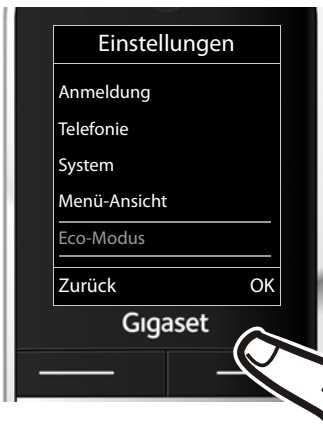 Einstellungen
Anmeldung
Telefonie
System
Menü-Ansicht
Eco-Modus
Zurück OK
Gigaset